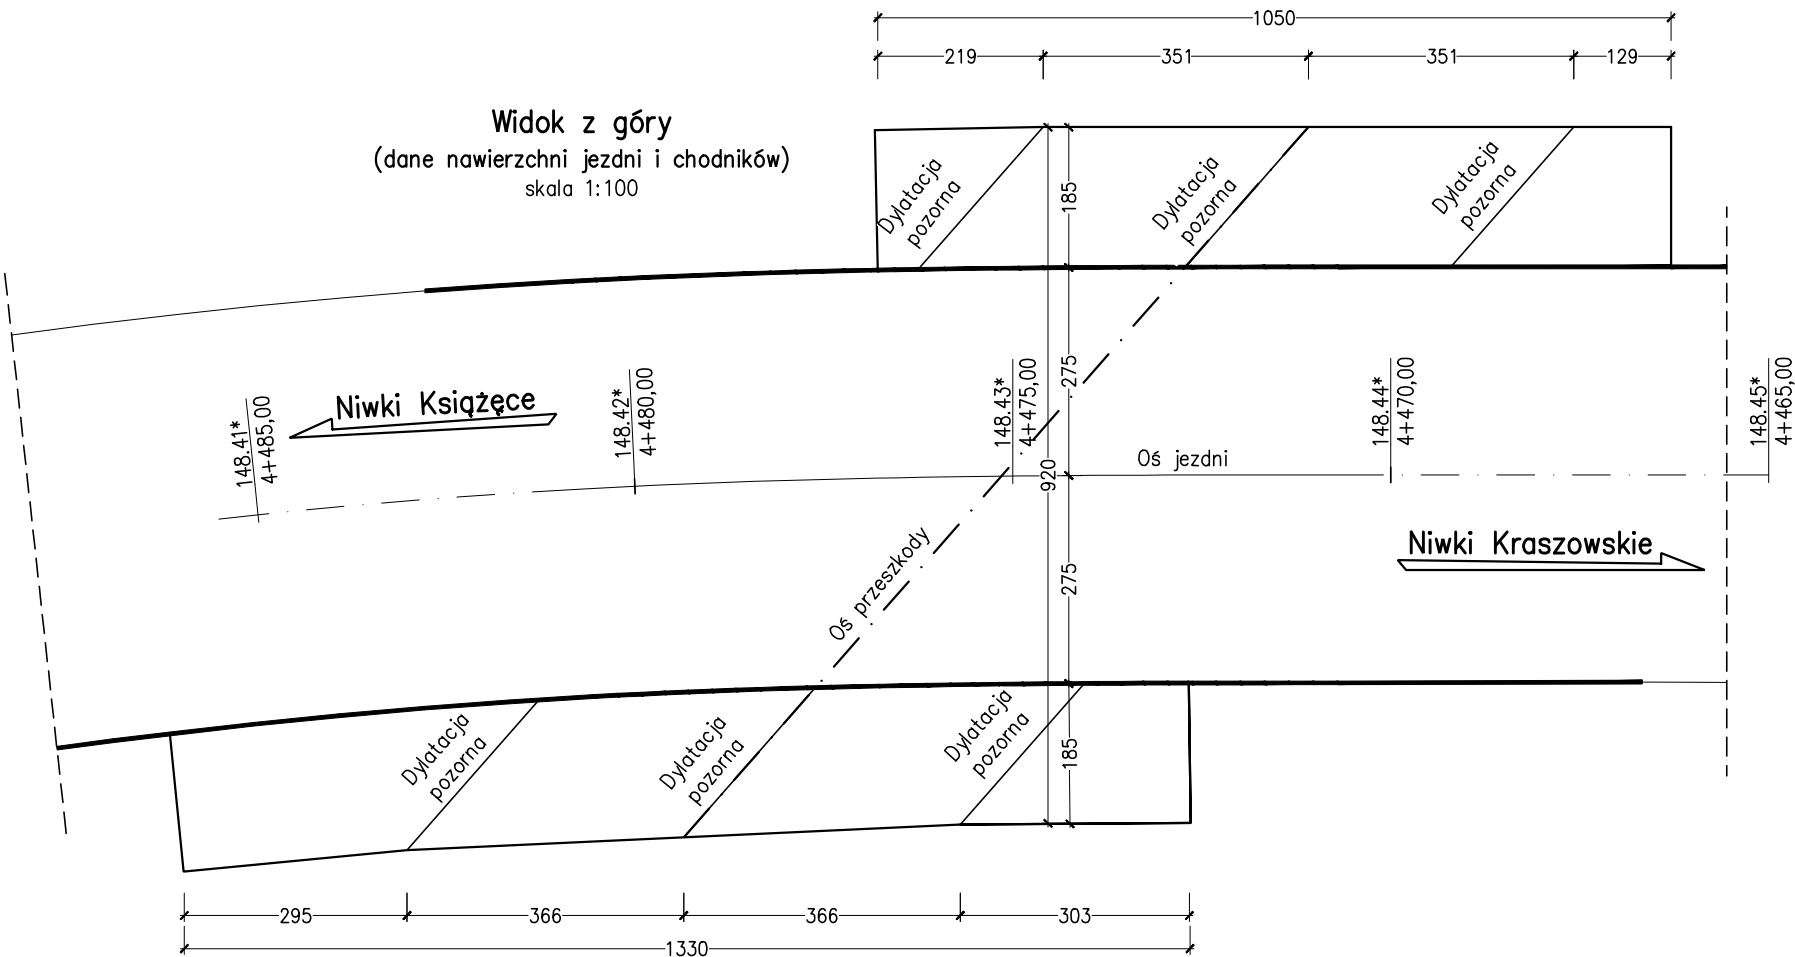 1050
219
351
351
129
Widok z góry
(dane nawierzchni jezdni i chodników)
skala 1:100
Dylatacja
pozorna
Dylatacja
pozorna
Dylatacja
pozorna
185
275
920
275
185
148.41*
4+485,00
Niwki Książęce
148.42*
4+480,00
148.43*
4+475,00
148.44*
4+470,00
148.45*
4+465,00
Oś jezdni
Oś przeszkody
Niwki Kraszowskie
Dylatacja
pozorna
Dylatacja
pozorna
Dylatacja
pozorna
295
366
366
303
1330